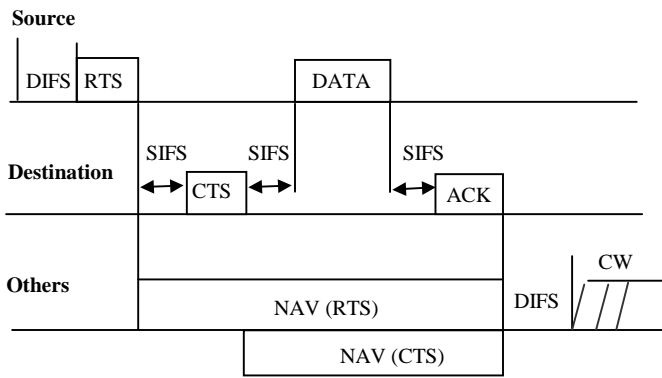 Source
DIFS RTS DATA
SIFS SIFS SIFS
Destination
CTS ACK
CW
Others
DIFS
NAV (RTS)
NAV (CTS)